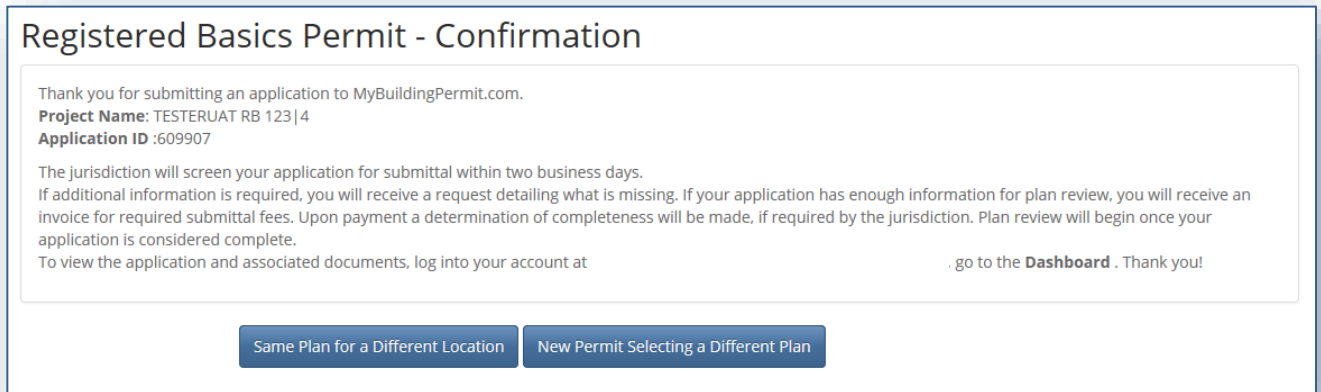 Registered Basics Permit - Confirmation
Thank you for submitting an application to MyBuildingPermit.com.
Project Name: TESTERUAT RB 123|4
Application ID :609907
The jurisdiction will screen your application for submittal within two business days.
If additional information is required, you will receive a request detailing what is missing. If your application has enough information for plan review, you will receive an
invoice for required submittal fees. Upon payment a determination of completeness will be made, if required by the jurisdiction. Plan review will begin once your
application is considered complete.
To view the application and associated documents, log into your account at . go to the Dashboard . Thank you!
Same Plan for a Different Location
New Permit Selecting a Different Plan